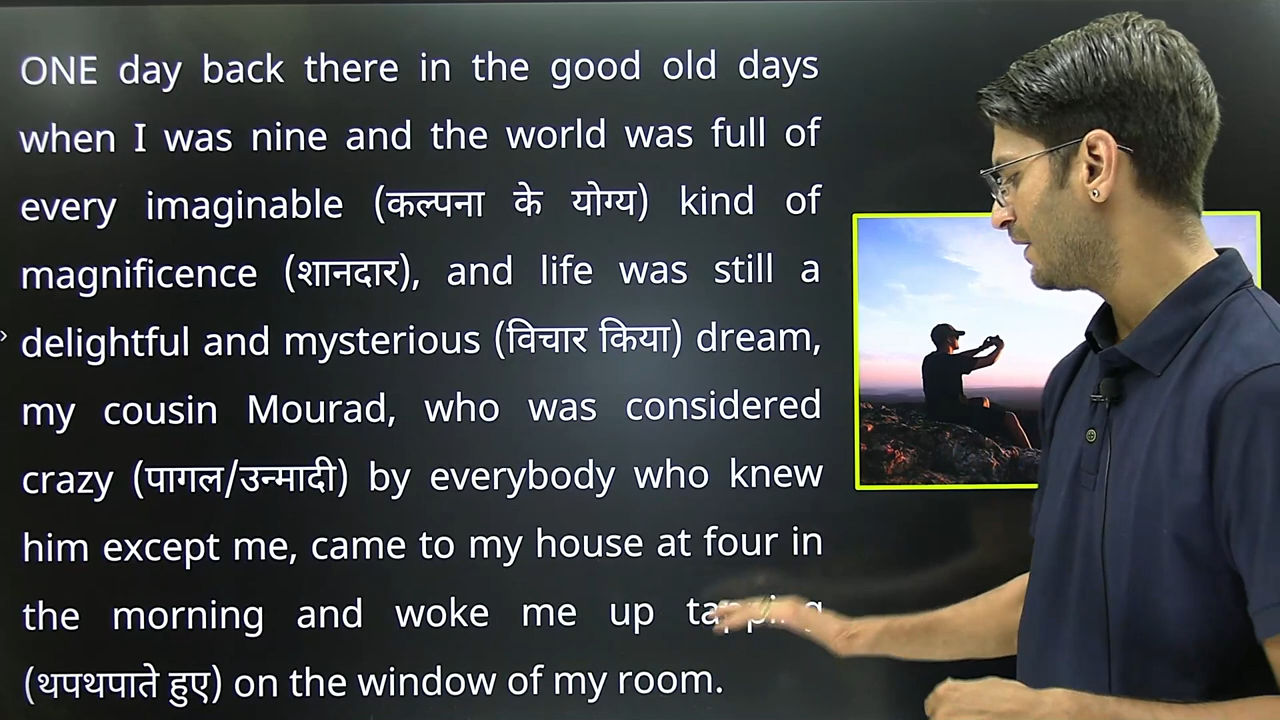 ONE day back there in the good old days
when I was nine and the world was full of
every imaginable (कल्पना के योग्य) kind of
magnificence (शानदार), and life was still a
delightful and mysterious (विचार किया) dream,
my cousin Mourad, who was considered
crazy (पागल/उन्मादी) by everybody who knew
him except me, came to my house at four in
the morning and woke me up tapping
(थपथपाते हुए) on the window of my room.